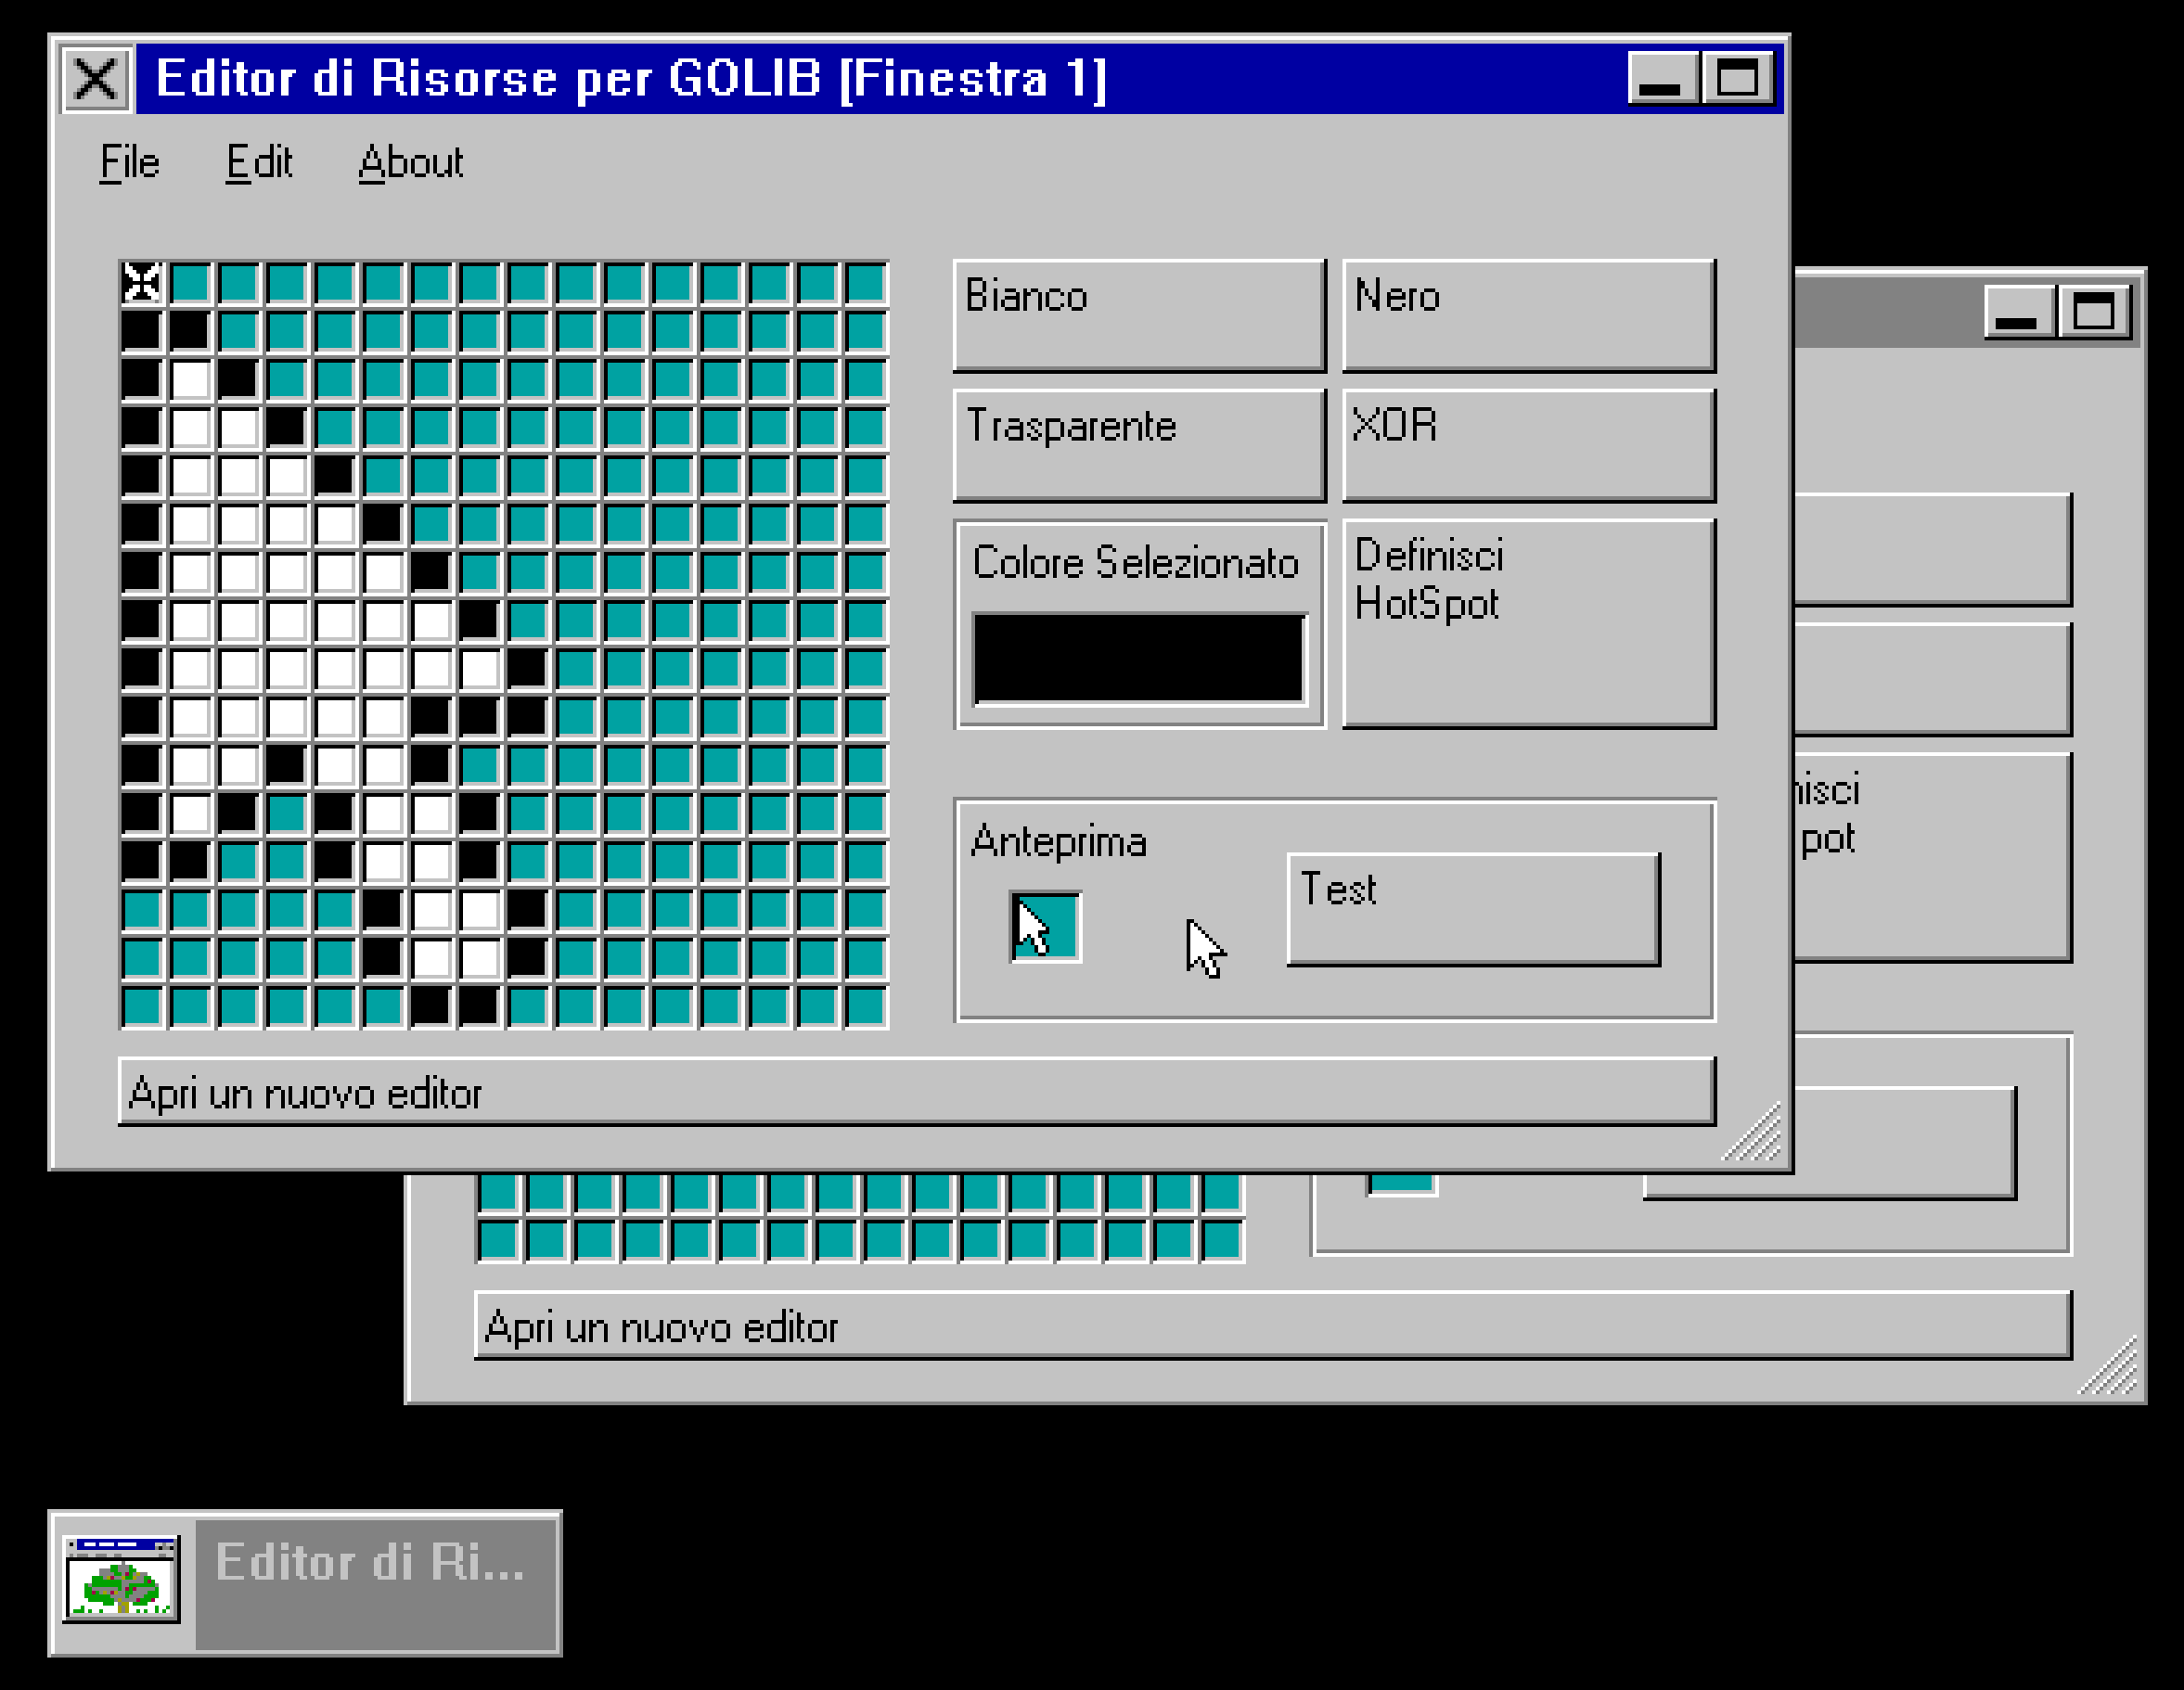 Editor di Risorse per GOLIB [Finestra 1]
File Edit About
Bianco
Nero
Trasparente
XOR
Colore Selezionato
Definisci
HotSpot
Anteprima
Test
Apri un nuovo editor
nisci
pot
Apri un nuovo editor
Editor di Ri...